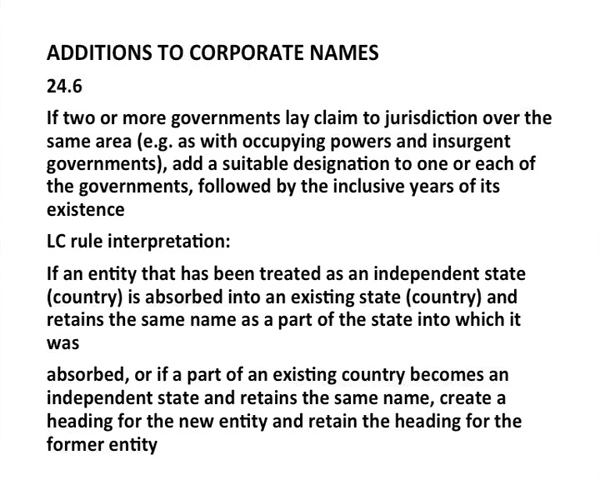 ADDITIONS TO CORPORATE NAMES
24.6
If two or more governments lay claim to jurisdiction over the
same area (e.g. as with occupying powers and insurgent
governments), add a suitable designation to one or each of
the governments, followed by the inclusive years of its
existence
LC rule interpretation:
If an entity that has been treated as an independent state
(country) is absorbed into an existing state (country) and
retains the same name as a part of the state into which it
was
absorbed, or if a part of an existing country becomes an
independent state and retains the same name, create a
heading for the new entity and retain the heading for the
former entity